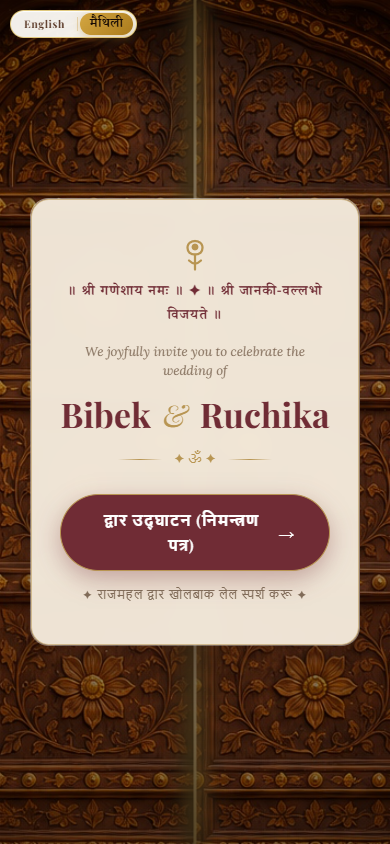 English
मैथिली
॥ श्री गणेशाय नमः ॥ ✦ ॥ श्री जानकी-वल्लभो
विजयते ॥
We joyfully invite you to celebrate the
wedding of
Bibek & Ruchika
✦ ॐ ✦
द्वार उद्घाटन (निमन्त्रण
पत्र) →
✦ राजमहल द्वार खोलबाक लेल स्पर्श करू ✦